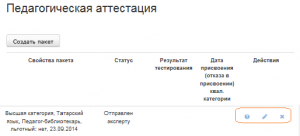 Педагогическая аттестация
Создать пакет
Свойства пакета
Статус
Результат
тестирования
Дата
присвоения
(отказа в
присвоении)
квал.
категории
Действия
Высшая категория, Татарский
язык, Педагог-библиотекарь,
льготный: нет, 23.09.2014
Отправлен
эксперту